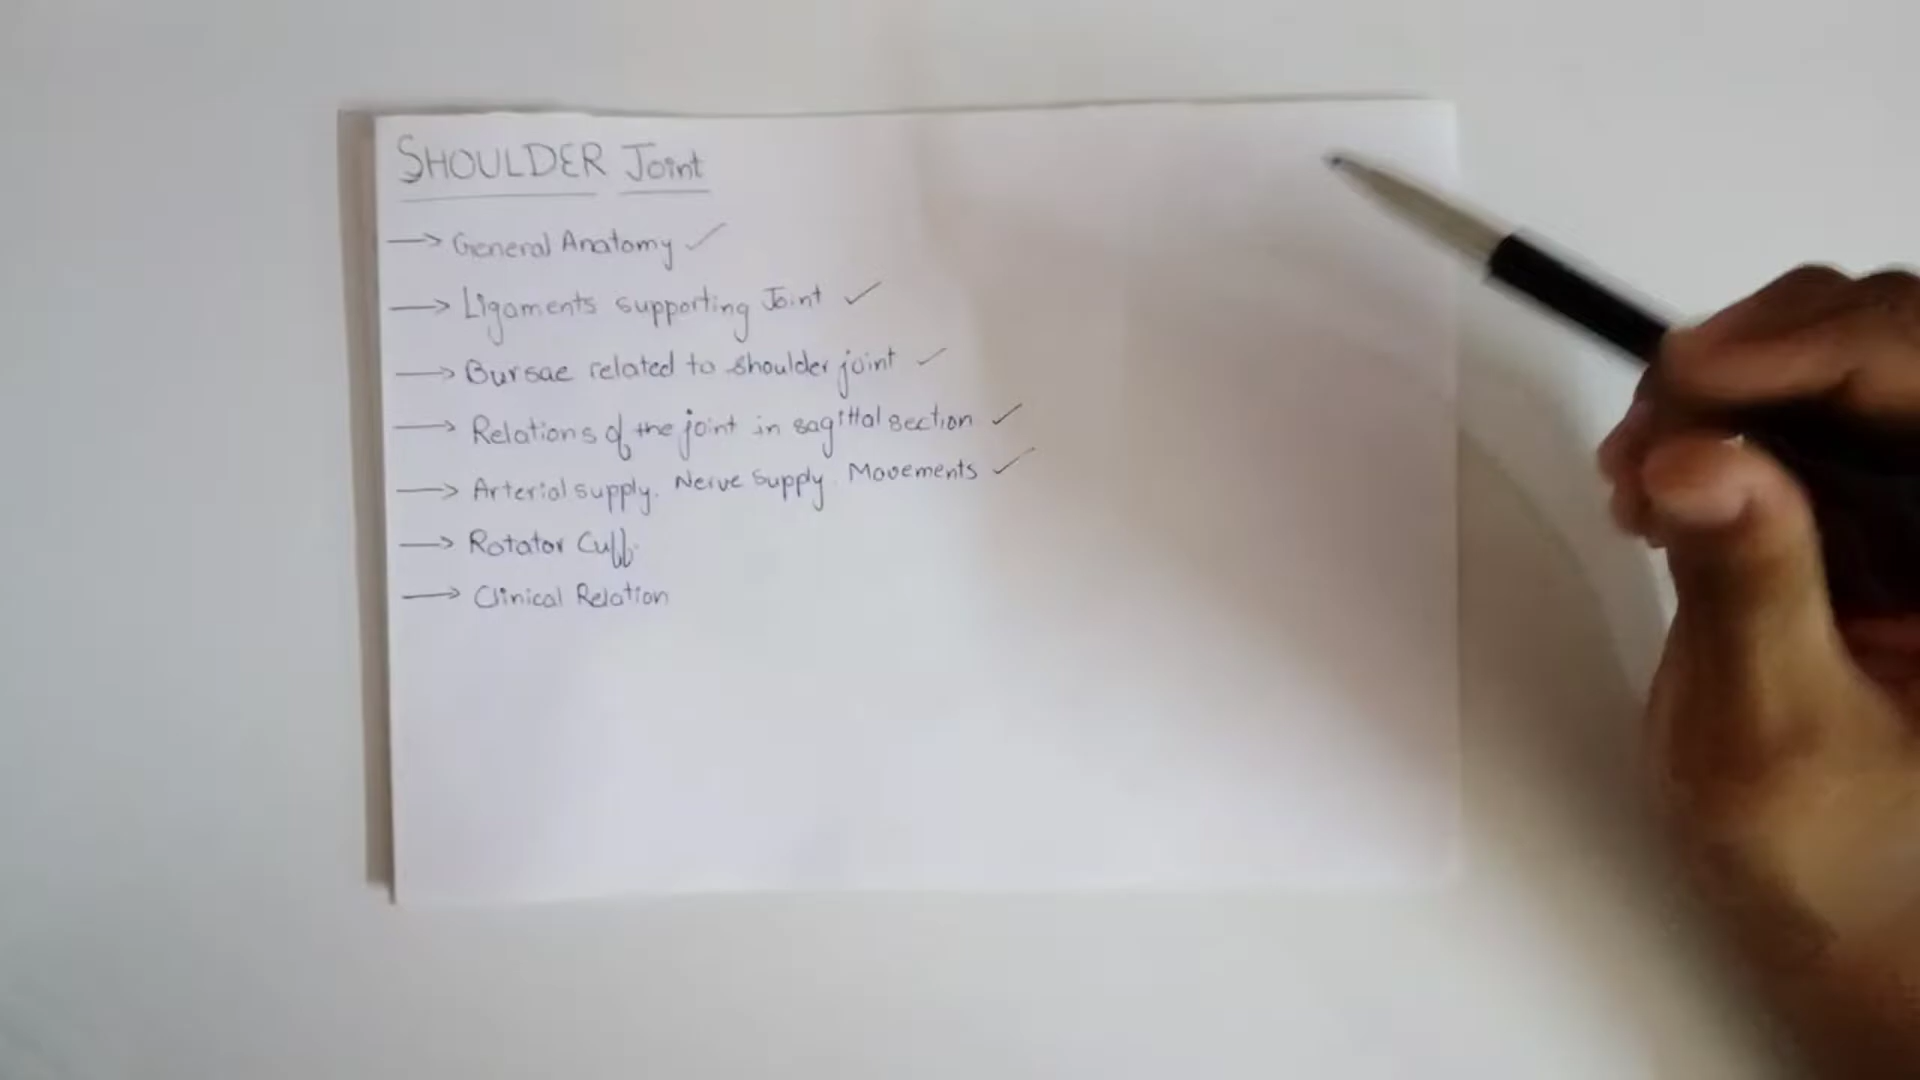 SHOULDER Joint
→ General Anatomy ✓
→ Ligaments supporting Joint ✓
→ Bursae related to shoulder joint ✓
→ Relations of the joint in sagittal section ✓
→ Arterial supply. Nerve Supply. Movements ✓
→ Rotator Cuff.
→ Clinical Relation